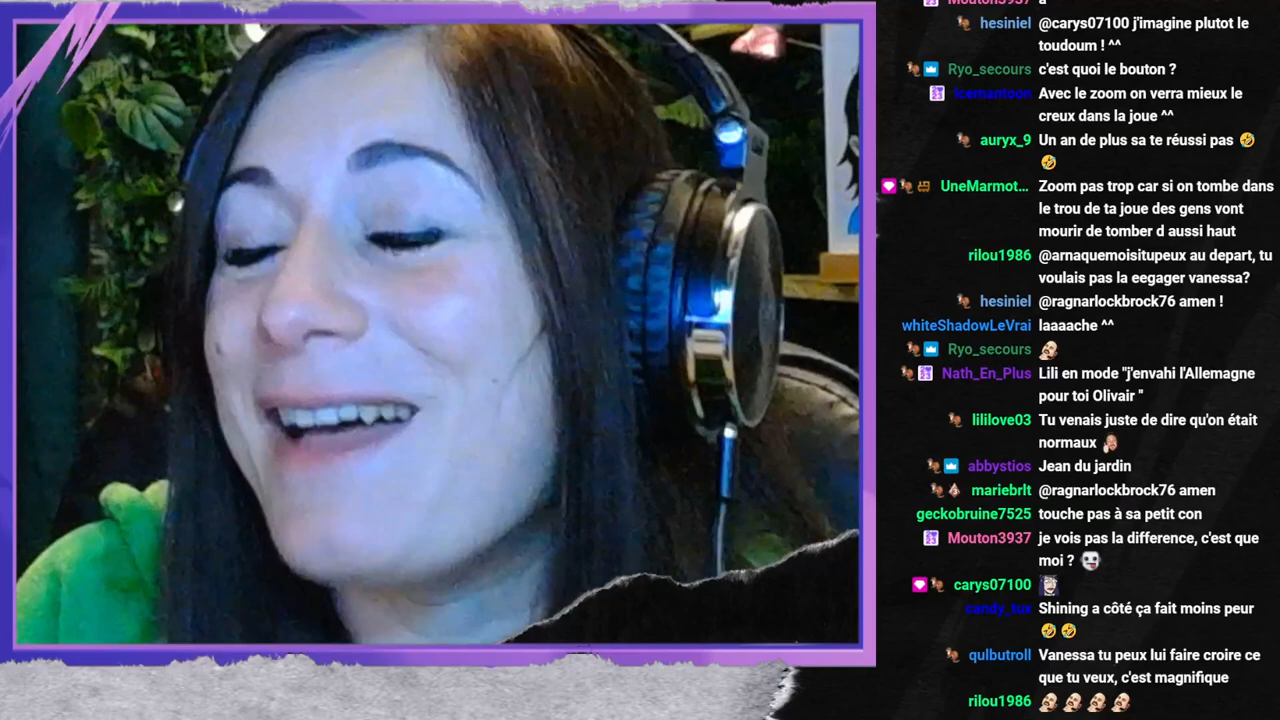 Mouton3937 a
hesiniel @carys07100 j'imagine plutot le
toudoum ! ^^
Ryo_secours c'est quoi le bouton ?
Icemantoon Avec le zoom on verra mieux le
creux dans la joue ^^
auryx_9 Un an de plus sa te réussi pas 🤣
🤣
UneMarmot... Zoom pas trop car si on tombe dans
le trou de ta joue des gens vont
mourir de tomber d aussi haut
rilou1986 @arnaquemoisitupeux au depart, tu
voulais pas la eegager vanessa?
hesiniel @ragnarlockbrock76 amen !
whiteShadowLeVrai laaaache ^^
Ryo_secours
Nath_En_Plus Lili en mode "j'envahi l'Allemagne
pour toi Olivair "
lililove03 Tu venais juste de dire qu'on était
normaux
abbystios Jean du jardin
mariebrlt @ragnarlockbrock76 amen
geckobruine7525 touche pas à sa petit con
Mouton3937 je vois pas la difference, c'est que
moi ?
carys07100
candy_tux Shining a côté ça fait moins peur
🤣 🤣
qulbutroll Vanessa tu peux lui faire croire ce
que tu veux, c'est magnifique
rilou1986